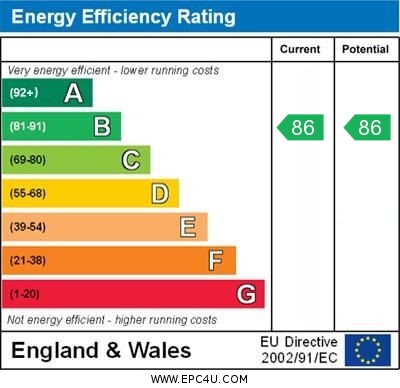 Energy Efficiency Rating
Current Potential
Very energy efficient - lower running costs
(92+) A
(81-91) B 86 86
(69-80) C
(55-68) D
(39-54) E
(21-38) F
(1-20) G
Not energy efficient - higher running costs
England & Wales
EU Directive
2002/91/EC
WWW.EPC4U.COM